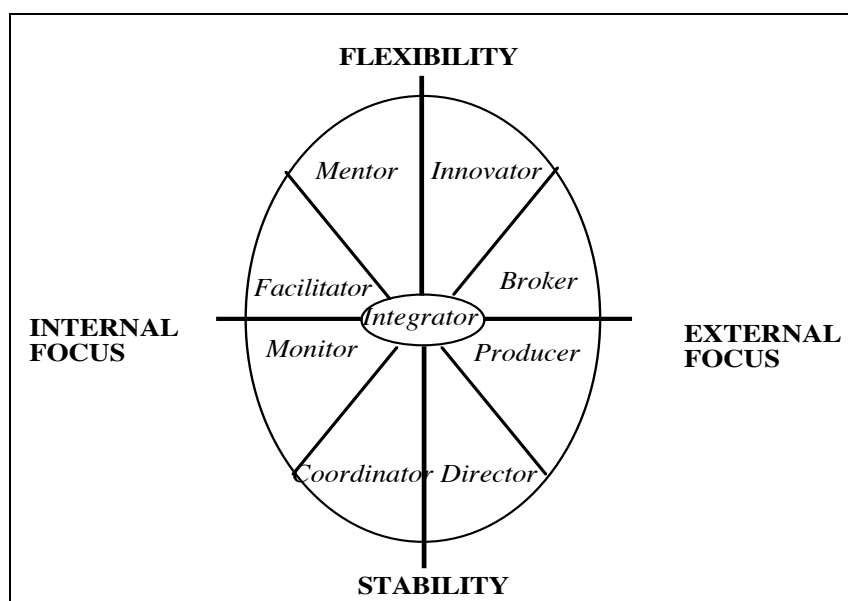 FLEXIBILITY
Mentor
Innovator
Facilitator
Broker
Integrator
INTERNAL
FOCUS
EXTERNAL
FOCUS
Monitor
Producer
Coordinator
Director
STABILITY